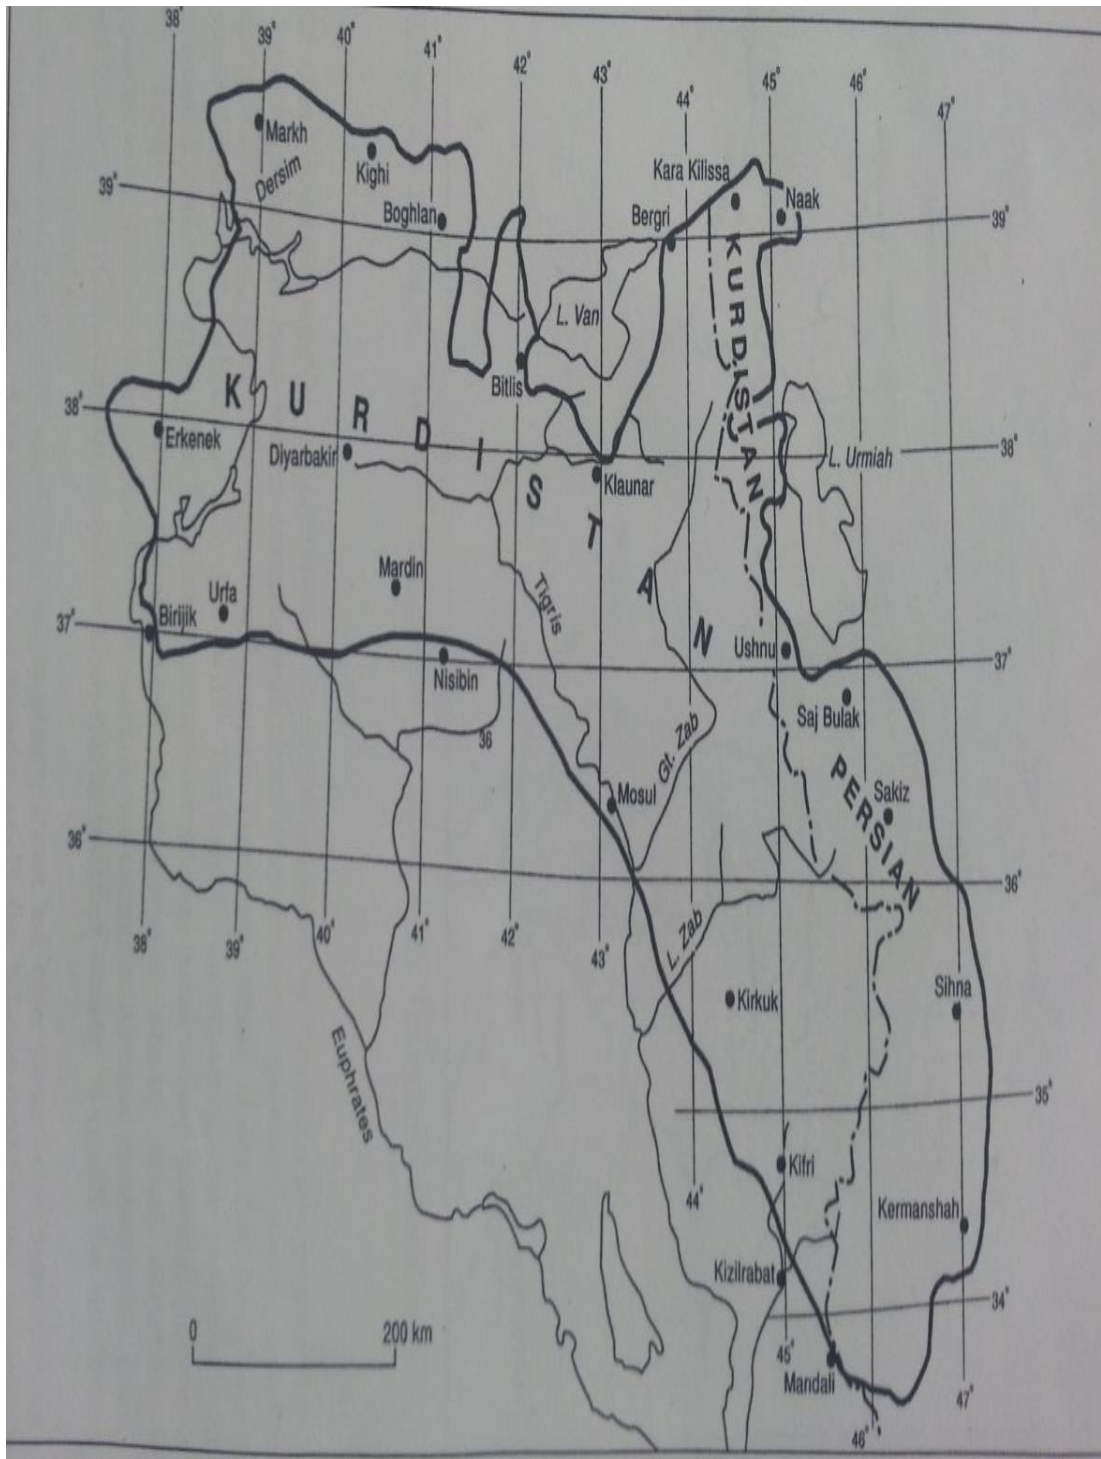 38°
39°
40°
41°
42°
43°
44°
45°
46°
47°
Markh
Dersim
Kighi
Boghlan
Kara Kilissa
Naak
Bergri
39°
39°
L. Van
Bitlis
KURDISTAN
PERSIAN
KURDISTAN
38°
38°
Erkenek
Diyarbakir
L. Urmiah
Klaunar
Mardin
Urfa
Tigris
37°
Birijik
Nisibin
Ushnu
37°
Saj Bulak
36
Gt. Zab
Mosul
Sakiz
36°
36°
38°
39°
40°
41°
42°
43°
L. Zab
Kirkuk
Sihna
Euphrates
35°
Kifri
44°
Kermanshah
Kizilrabat
34°
0
200 km
45°
Mandali
46°
47°